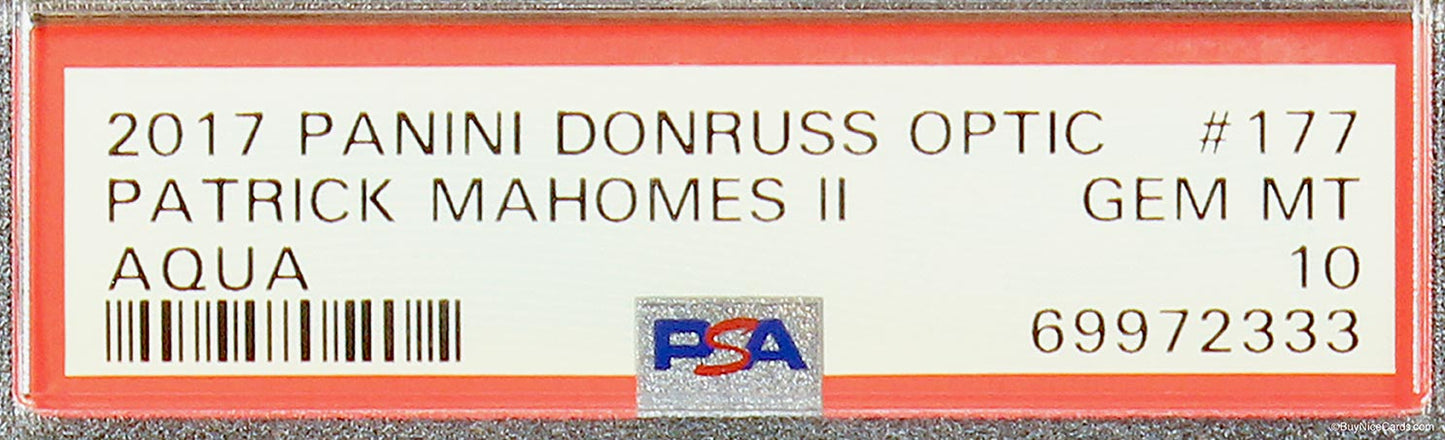 2017 PANINI DONRUSS OPTIC #177
PATRICK MAHOMES II GEM MT
AQUA 10
PSA 69972333
©BuyNiceCards.com